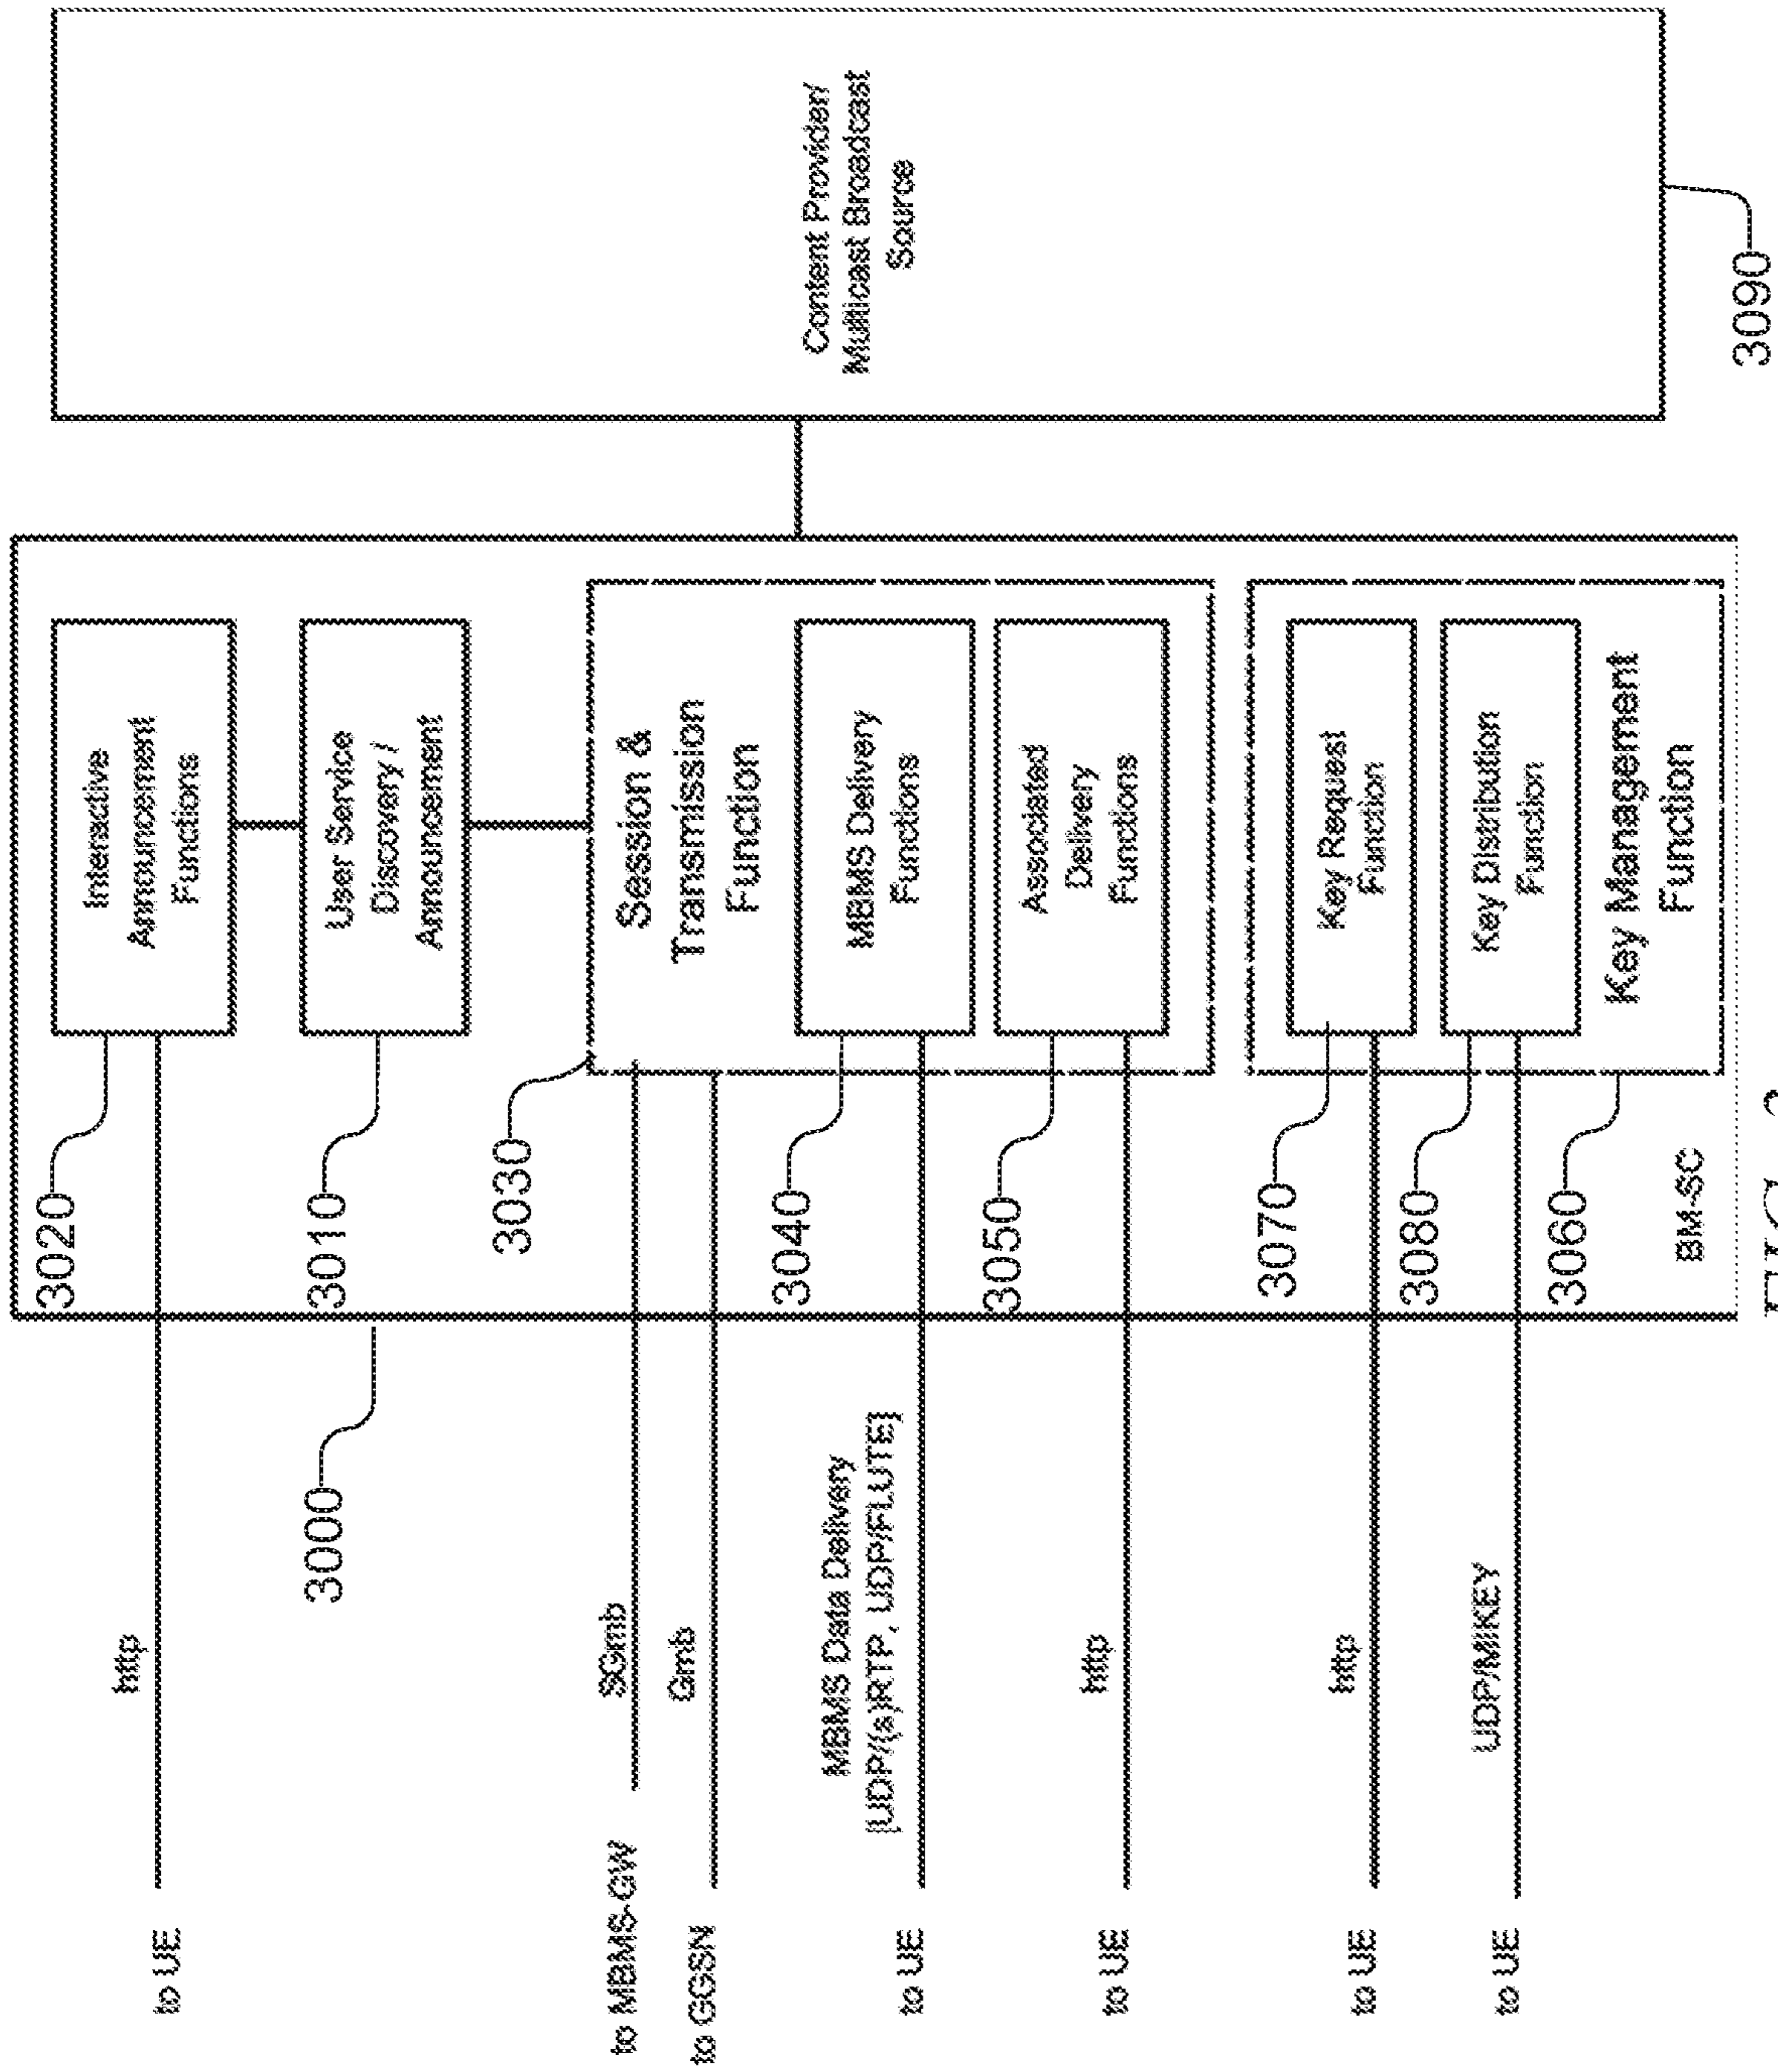 3020
http
to UE
Interactive
Announcement
Functions
3000
3010
User Service
Discovery /
Announcement
3030
SGmb
to MBMS-GW
Gmb
to GGSN
Session &
Transmission
Function
3040
MBMS Data Delivery
[UDP/(s)RTP, UDP/FLUTE]
to UE
MBMS Delivery
Functions
3050
http
to UE
Associated
Delivery
Functions
3070
http
to UE
Key Request
Function
3080
UDP/MIKEY
to UE
Key Distribution
Function
3060
Key Management
Function
BM-SC
Content Provider/
Multicast Broadcast
Source
3090